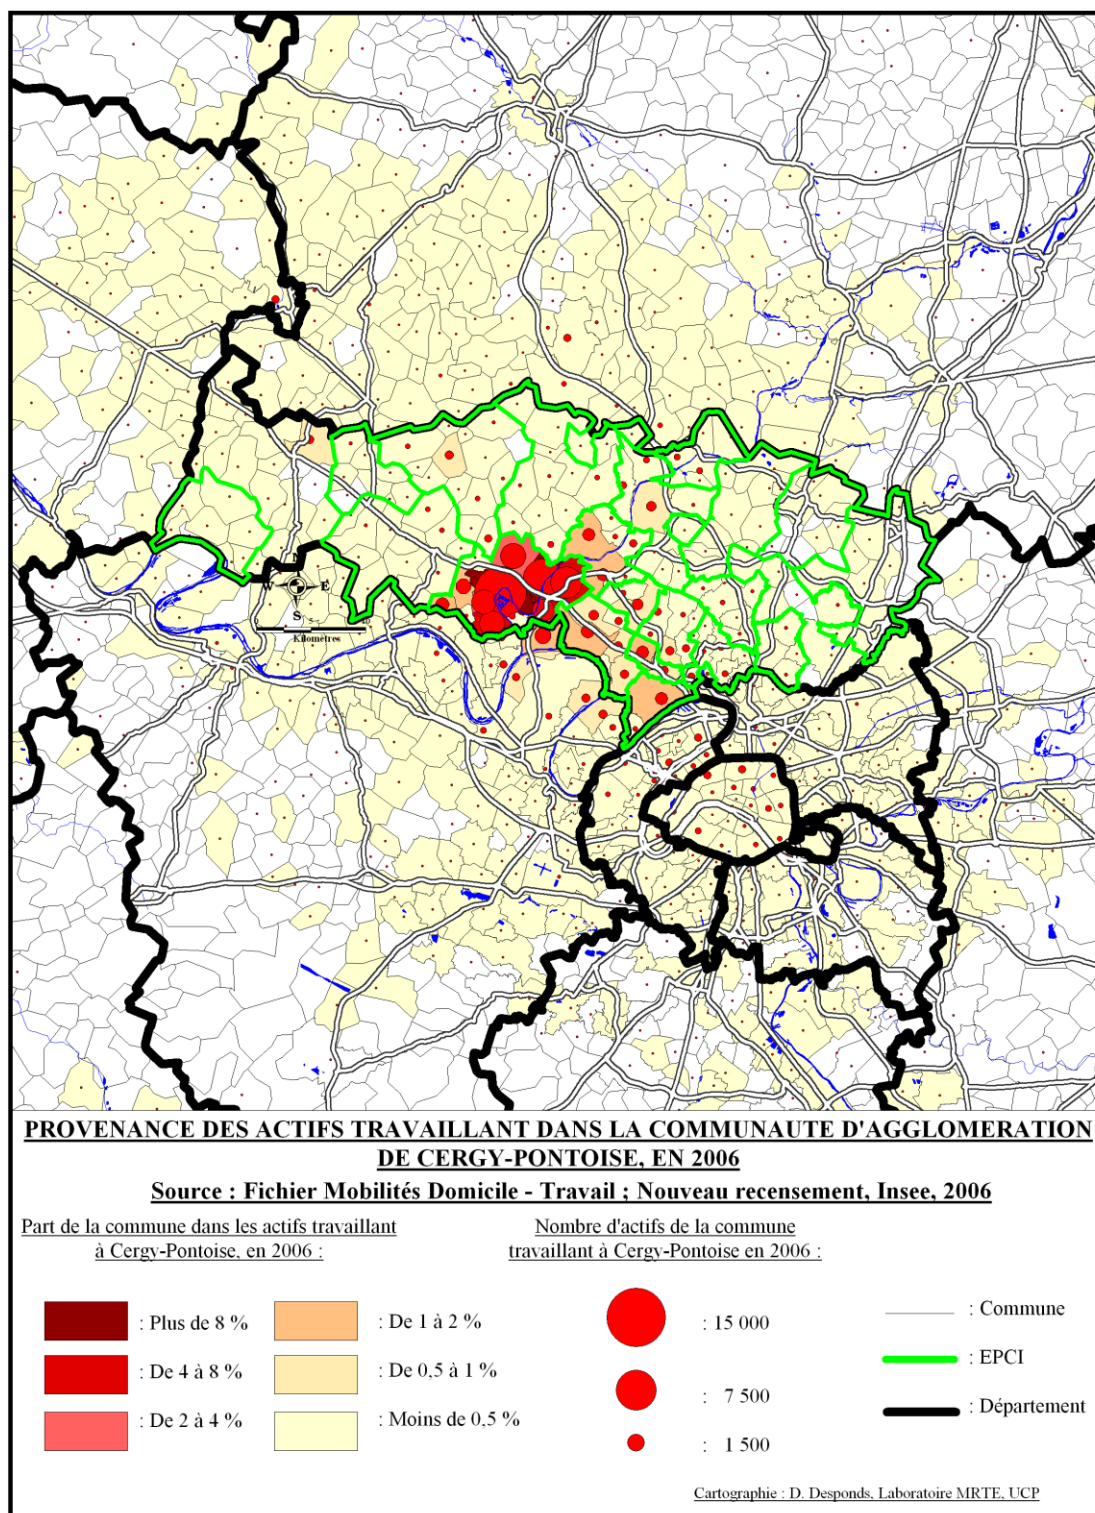 W E
S
Kilomètres
PROVENANCE DES ACTIFS TRAVAILLANT DANS LA COMMUNAUTE D'AGGLOMERATION
DE CERGY-PONTOISE, EN 2006
Source : Fichier Mobilités Domicile - Travail ; Nouveau recensement, Insee, 2006
Part de la commune dans les actifs travaillant
à Cergy-Pontoise, en 2006 :
: Plus de 8 %
: De 4 à 8 %
: De 2 à 4 %
: De 1 à 2 %
: De 0,5 à 1 %
: Moins de 0,5 %
Nombre d'actifs de la commune
travaillant à Cergy-Pontoise en 2006 :
: 15 000
: 7 500
: 1 500
: Commune
: EPCI
: Département
Cartographie : D. Desponds, Laboratoire MRTE, UCP